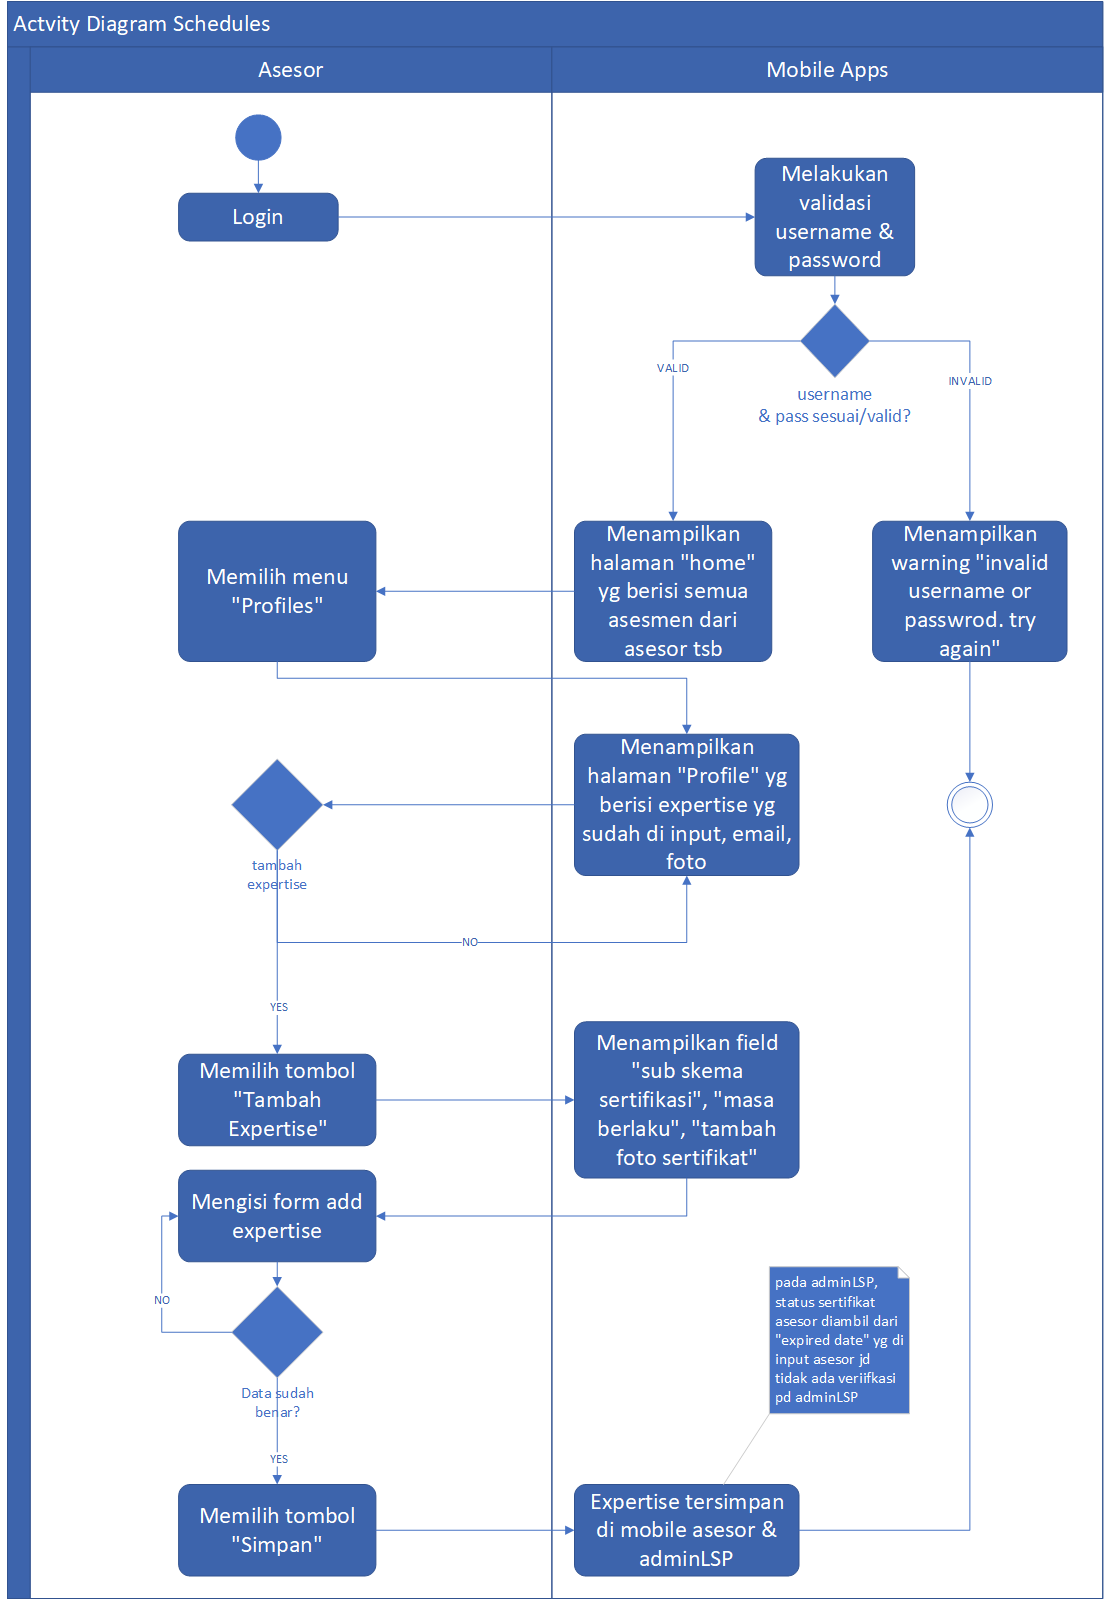 Actvity Diagram Schedules
Asesor
Mobile Apps
Login
Melakukan
validasi
username &
password
VALID
INVALID
username
& pass sesuai/valid?
Memilih menu
"Profiles"
Menampilkan
halaman "home"
yg berisi semua
asesmen dari
asesor tsb
Menampilkan
warning "invalid
username or
passwrod. try
again"
Menampilkan
halaman "Profile" yg
berisi expertise yg
sudah di input, email,
foto
tambah
expertise
NO
YES
Memilih tombol
"Tambah
Expertise"
Menampilkan field
"sub skema
sertifikasi", "masa
berlaku", "tambah
foto sertifikat"
Mengisi form add
expertise
NO
Data sudah
benar?
YES
pada adminLSP,
status sertifikat
asesor diambil dari
"expired date" yg di
input asesor jd
tidak ada veriifkasi
pd adminLSP
Memilih tombol
"Simpan"
Expertise tersimpan
di mobile asesor &
adminLSP